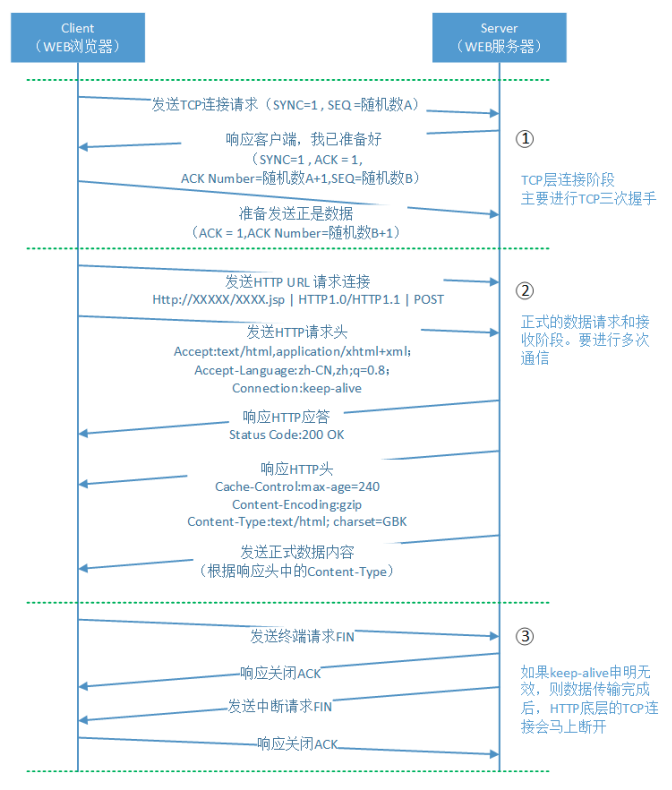 Client
（WEB浏览器）
Server
（WEB服务器）
发送TCP连接请求（SYNC=1 , SEQ =随机数A）
响应客户端，我已准备好
（SYNC=1 , ACK = 1,
ACK Number=随机数A+1,SEQ=随机数B）
准备发送正是数据
（ACK = 1,ACK Number=随机数B+1）
①
TCP层连接阶段
主要进行TCP三次握手
发送HTTP URL 请求连接
Http://XXXXX/XXXX.jsp | HTTP1.0/HTTP1.1 | POST
发送HTTP请求头
Accept:text/html,application/xhtml+xml；
Accept-Language:zh-CN,zh;q=0.8；
Connection:keep-alive
响应HTTP应答
Status Code:200 OK
响应HTTP头
Cache-Control:max-age=240
Content-Encoding:gzip
Content-Type:text/html; charset=GBK
发送正式数据内容
（根据响应头中的Content-Type）
②
正式的数据请求和接
收阶段。要进行多次
通信
发送终端请求FIN
响应关闭ACK
发送中断请求FIN
响应关闭ACK
③
如果keep-alive申明无
效，则数据传输完成
后，HTTP底层的TCP连
接会马上断开